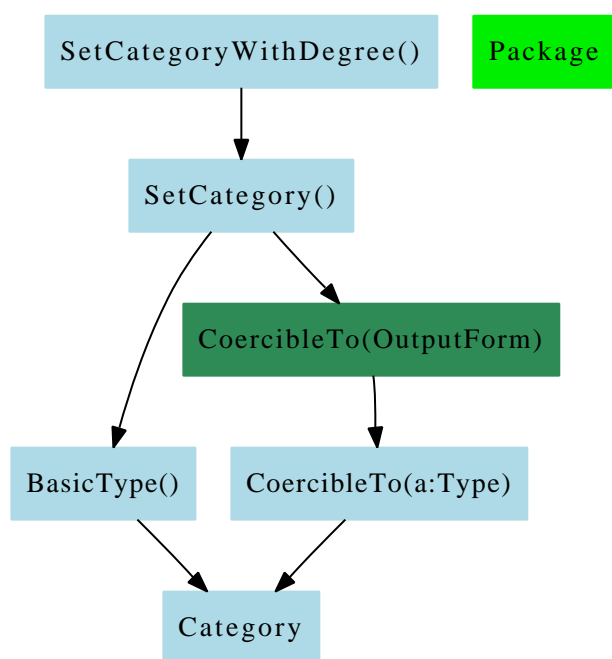 SetCategoryWithDegree()
Package
SetCategory()
CoercibleTo(OutputForm)
BasicType()
CoercibleTo(a:Type)
Category